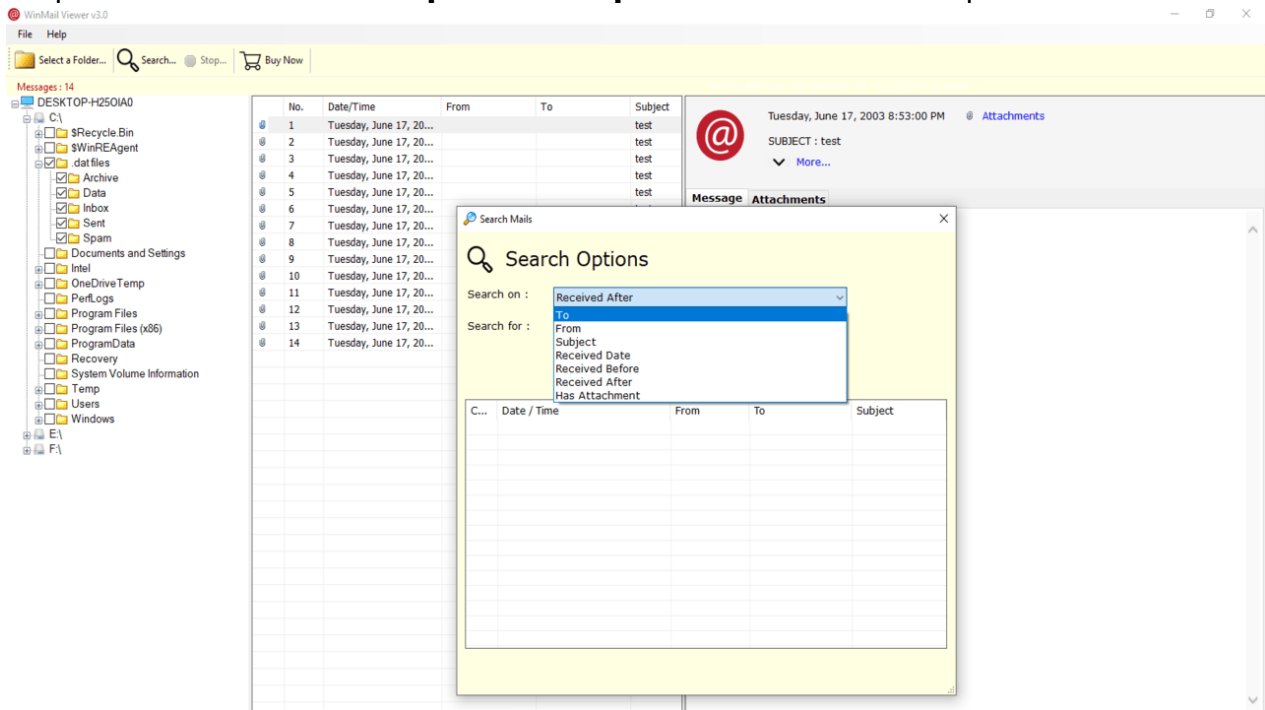 WinMail Viewer v3.0
File Help
Select a Folder... Search... Stop... Buy Now
Messages : 14
DESKTOP-H25OIA0
C:\
$Recycle.Bin
$WinREAgent
.datfiles
Archive
Data
Inbox
Sent
Spam
Documents and Settings
Intel
OneDriveTemp
PerfLogs
Program Files
Program Files (x86)
ProgramData
Recovery
System Volume Information
Temp
Users
Windows
E:\
F:\
No. Date/Time From To Subject
1 Tuesday, June 17, 20... test
2 Tuesday, June 17, 20... test
3 Tuesday, June 17, 20... test
4 Tuesday, June 17, 20... test
5 Tuesday, June 17, 20... test
6 Tuesday, June 17, 20...
7 Tuesday, June 17, 20...
8 Tuesday, June 17, 20...
9 Tuesday, June 17, 20...
10 Tuesday, June 17, 20...
11 Tuesday, June 17, 20...
12 Tuesday, June 17, 20...
13 Tuesday, June 17, 20...
14 Tuesday, June 17, 20...
Tuesday, June 17, 2003 8:53:00 PM Attachments
SUBJECT : test
More...
Message Attachments
Search Mails
Search Options
Search on : Received After
Search for :
To
From
Subject
Received Date
Received Before
Received After
Has Attachment
C... Date / Time From To Subject